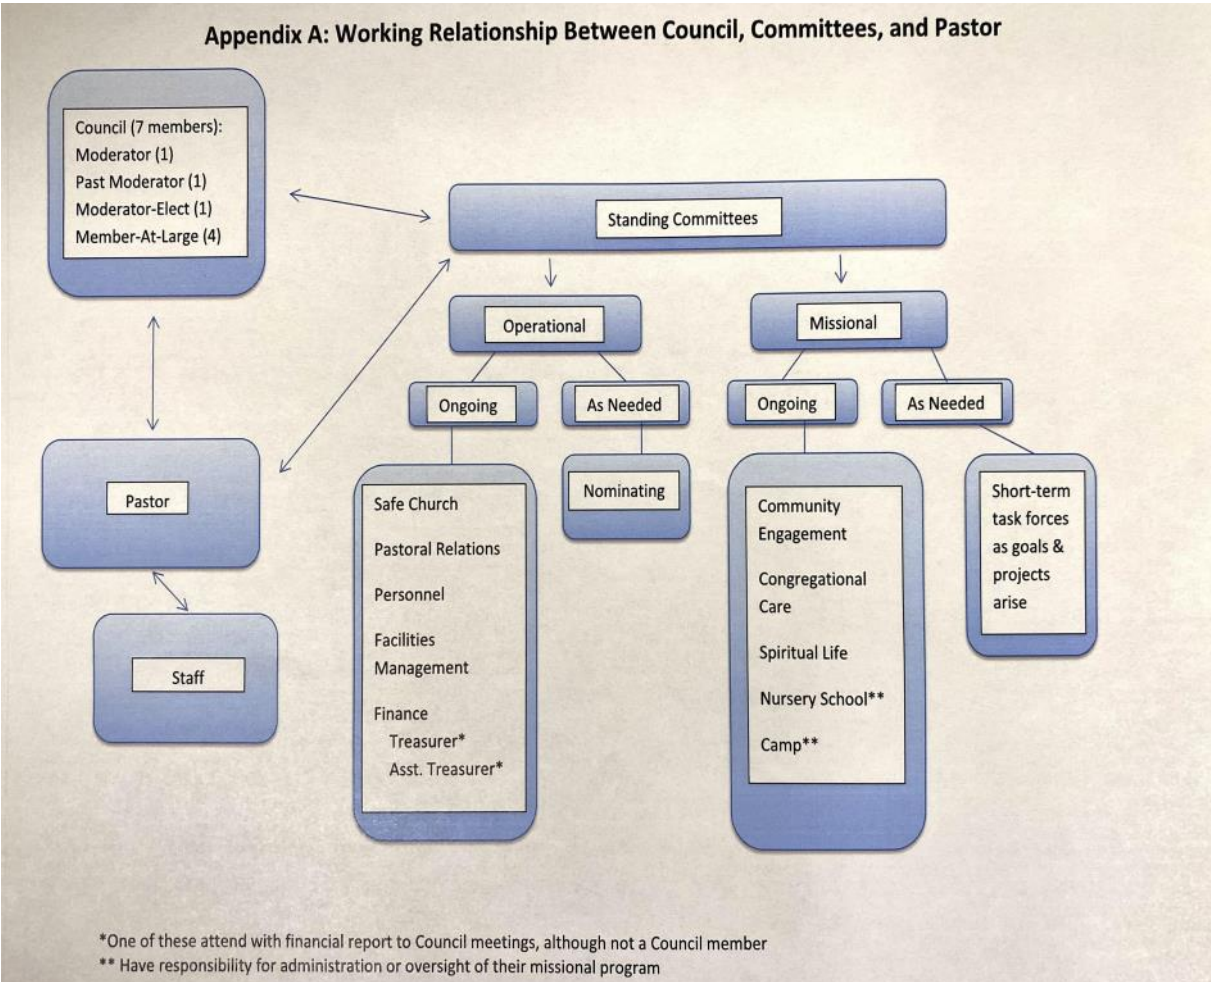 Appendix A: Working Relationship Between Council, Committees, and Pastor
Council (7 members):
Moderator (1)
Past Moderator (1)
Moderator-Elect (1)
Member-At-Large (4)
Standing Committees
Operational
Missional
Ongoing
As Needed
Ongoing
As Needed
Pastor
Staff
Safe Church
Pastoral Relations
Personnel
Facilities
Management
Finance
Treasurer*
Asst. Treasurer*
Nominating
Community
Engagement
Congregational
Care
Spiritual Life
Nursery School**
Camp**
Short-term
task forces
as goals &
projects
arise
*One of these attend with financial report to Council meetings, although not a Council member
** Have responsibility for administration or oversight of their missional program